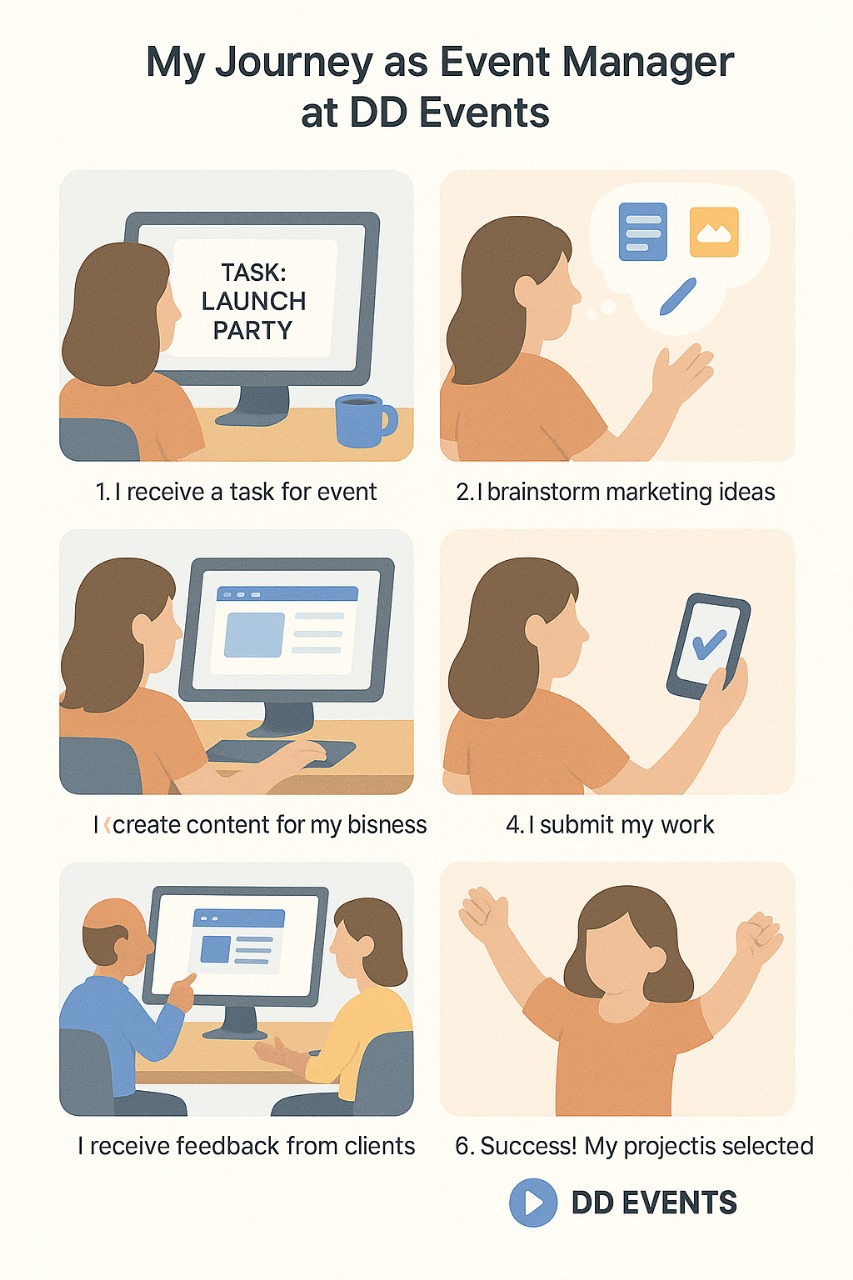 My Journey as Event Manager
at DD Events
TASK:
LAUNCH
PARTY
1. I receive a task for event
2. I brainstorm marketing ideas
I create content for my bisness
4. I submit my work
I receive feedback from clients
6. Success! My projectis selected
DD EVENTS